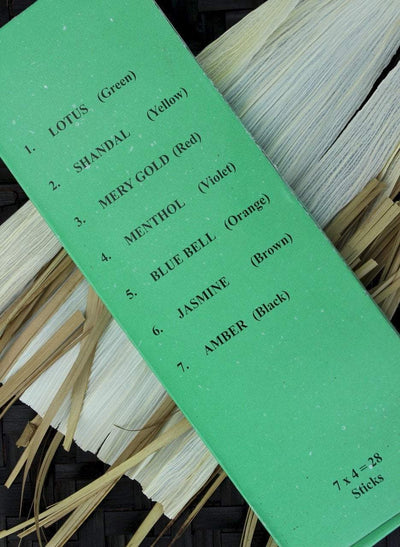 1. LOTUS (Green)
2. SHANDAL (Yellow)
3. MERY GOLD (Red)
4. MENTHOL (Violet)
5. BLUE BELL (Orange)
6. JASMINE (Brown)
7. AMBER (Black)
7 x 4 = 28
Sticks